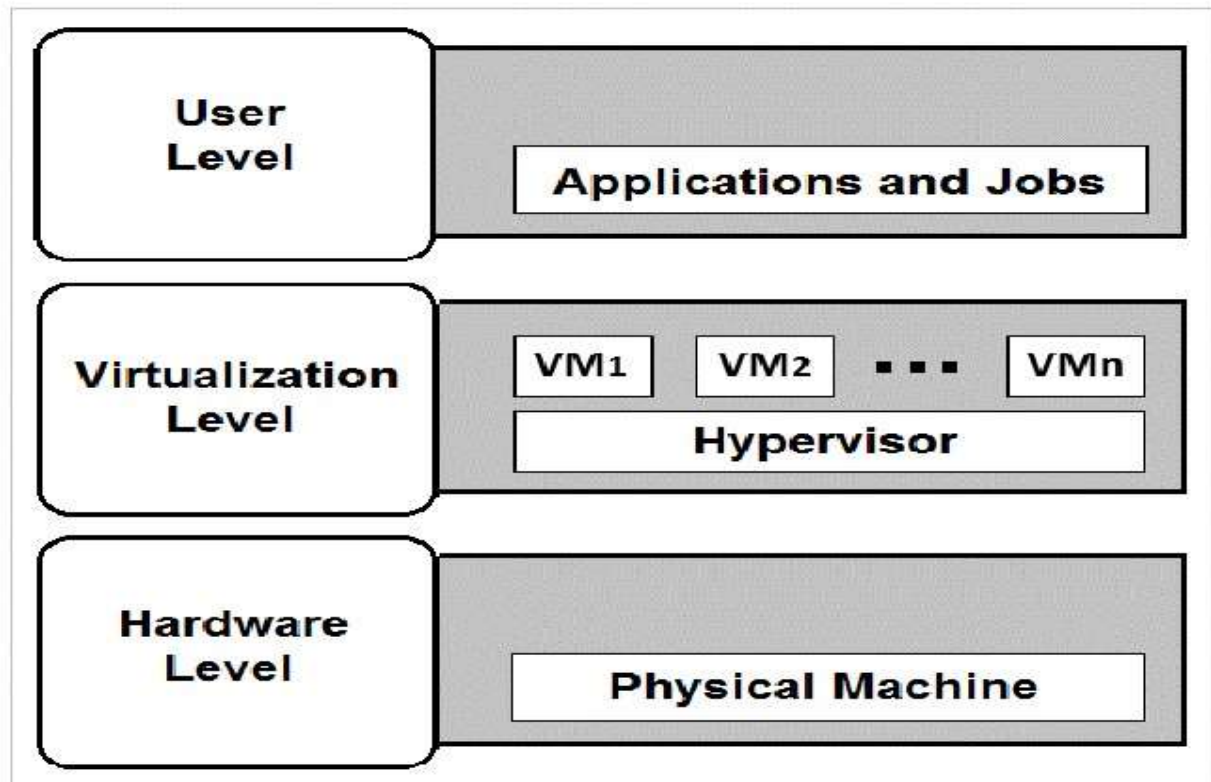 User
Level
Applications and Jobs
Virtualization
Level
VM1
VM2
▪▪▪
VMn
Hypervisor
Hardware
Level
Physical Machine